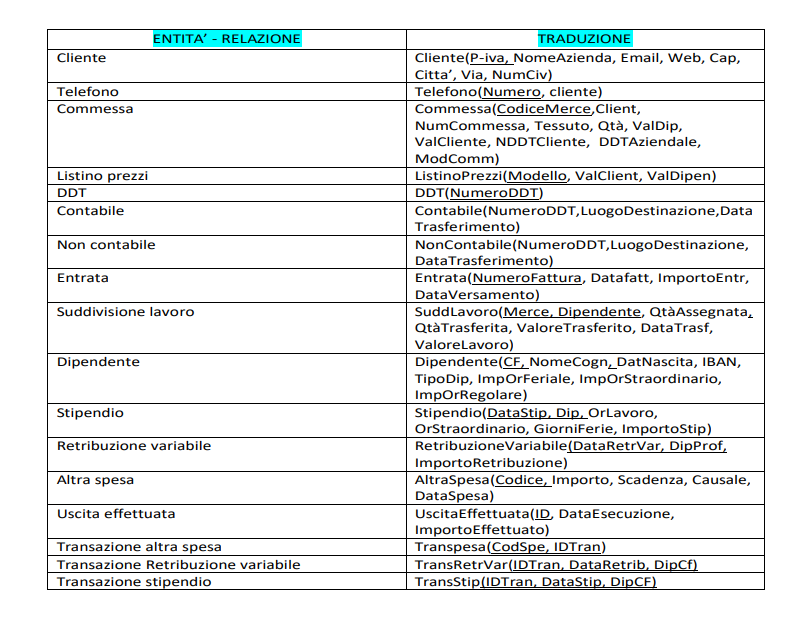 ENTITA’ - RELAZIONE
TRADUZIONE
Cliente
Cliente(P-iva, NomeAzienda, Email, Web, Cap,
Citta’, Via, NumCiv)
Telefono
Telefono(Numero, cliente)
Commessa
Commessa(CodiceMerce,Client,
NumCommessa, Tessuto, Qtà, ValDip,
ValCliente, NDDTCliente, DDTAziendale,
ModComm)
Listino prezzi
ListinoPrezzi(Modello, ValClient, ValDipen)
DDT
DDT(NumeroDDT)
Contabile
Contabile(NumeroDDT,LuogoDestinazione,Data
Trasferimento)
Non contabile
NonContabile(NumeroDDT,LuogoDestinazione,
DataTrasferimento)
Entrata
Entrata(NumeroFattura, Datafatt, ImportoEntr,
DataVersamento)
Suddivisione lavoro
SuddLavoro(Merce, Dipendente, QtàAssegnata,
QtàTrasferita, ValoreTrasferito, DataTrasf,
ValoreLavoro)
Dipendente
Dipendente(CF, NomeCogn, DatNascita, IBAN,
TipoDip, ImpOrFeriale, ImpOrStraordinario,
ImpOrRegolare)
Stipendio
Stipendio(DataStip, Dip, OrLavoro,
OrStraordinario, GiorniFerie, ImportoStip)
Retribuzione variabile
RetribuzioneVariabile(DataRetrVar, DipProf,
ImportoRetribuzione)
Altra spesa
AltraSpesa(Codice, Importo, Scadenza, Causale,
DataSpesa)
Uscita effettuata
UscitaEffettuata(ID, DataEsecuzione,
ImportoEffettuato)
Transazione altra spesa
Transpesa(CodSpe, IDTran)
Transazione Retribuzione variabile
TransRetrVar(IDTran, DataRetrib, DipCf)
Transazione stipendio
TransStip(IDTran, DataStip, DipCF)